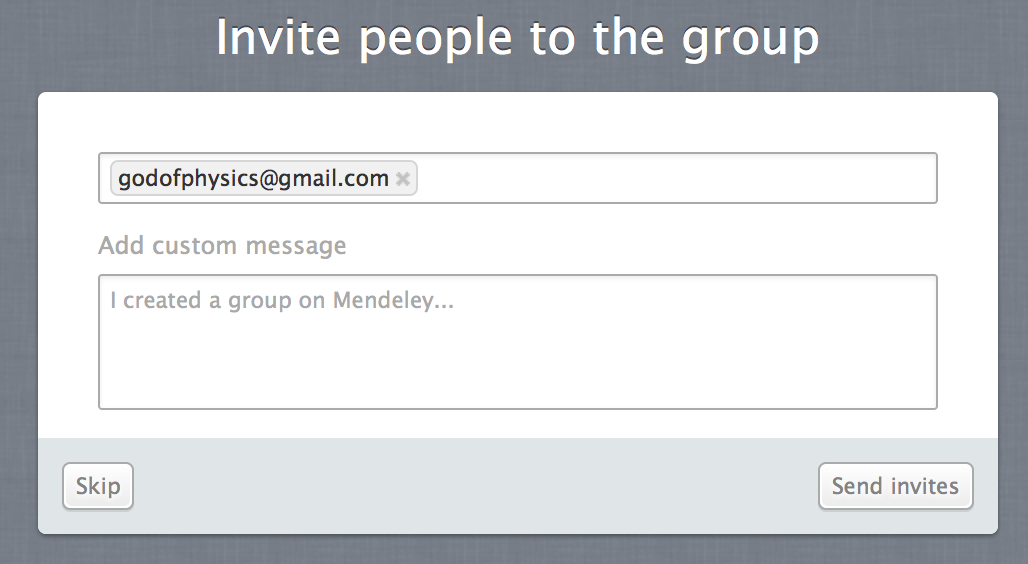 Invite people to the group
godofphysics@gmail.com
Add custom message
I created a group on Mendeley...
Skip
Send invites